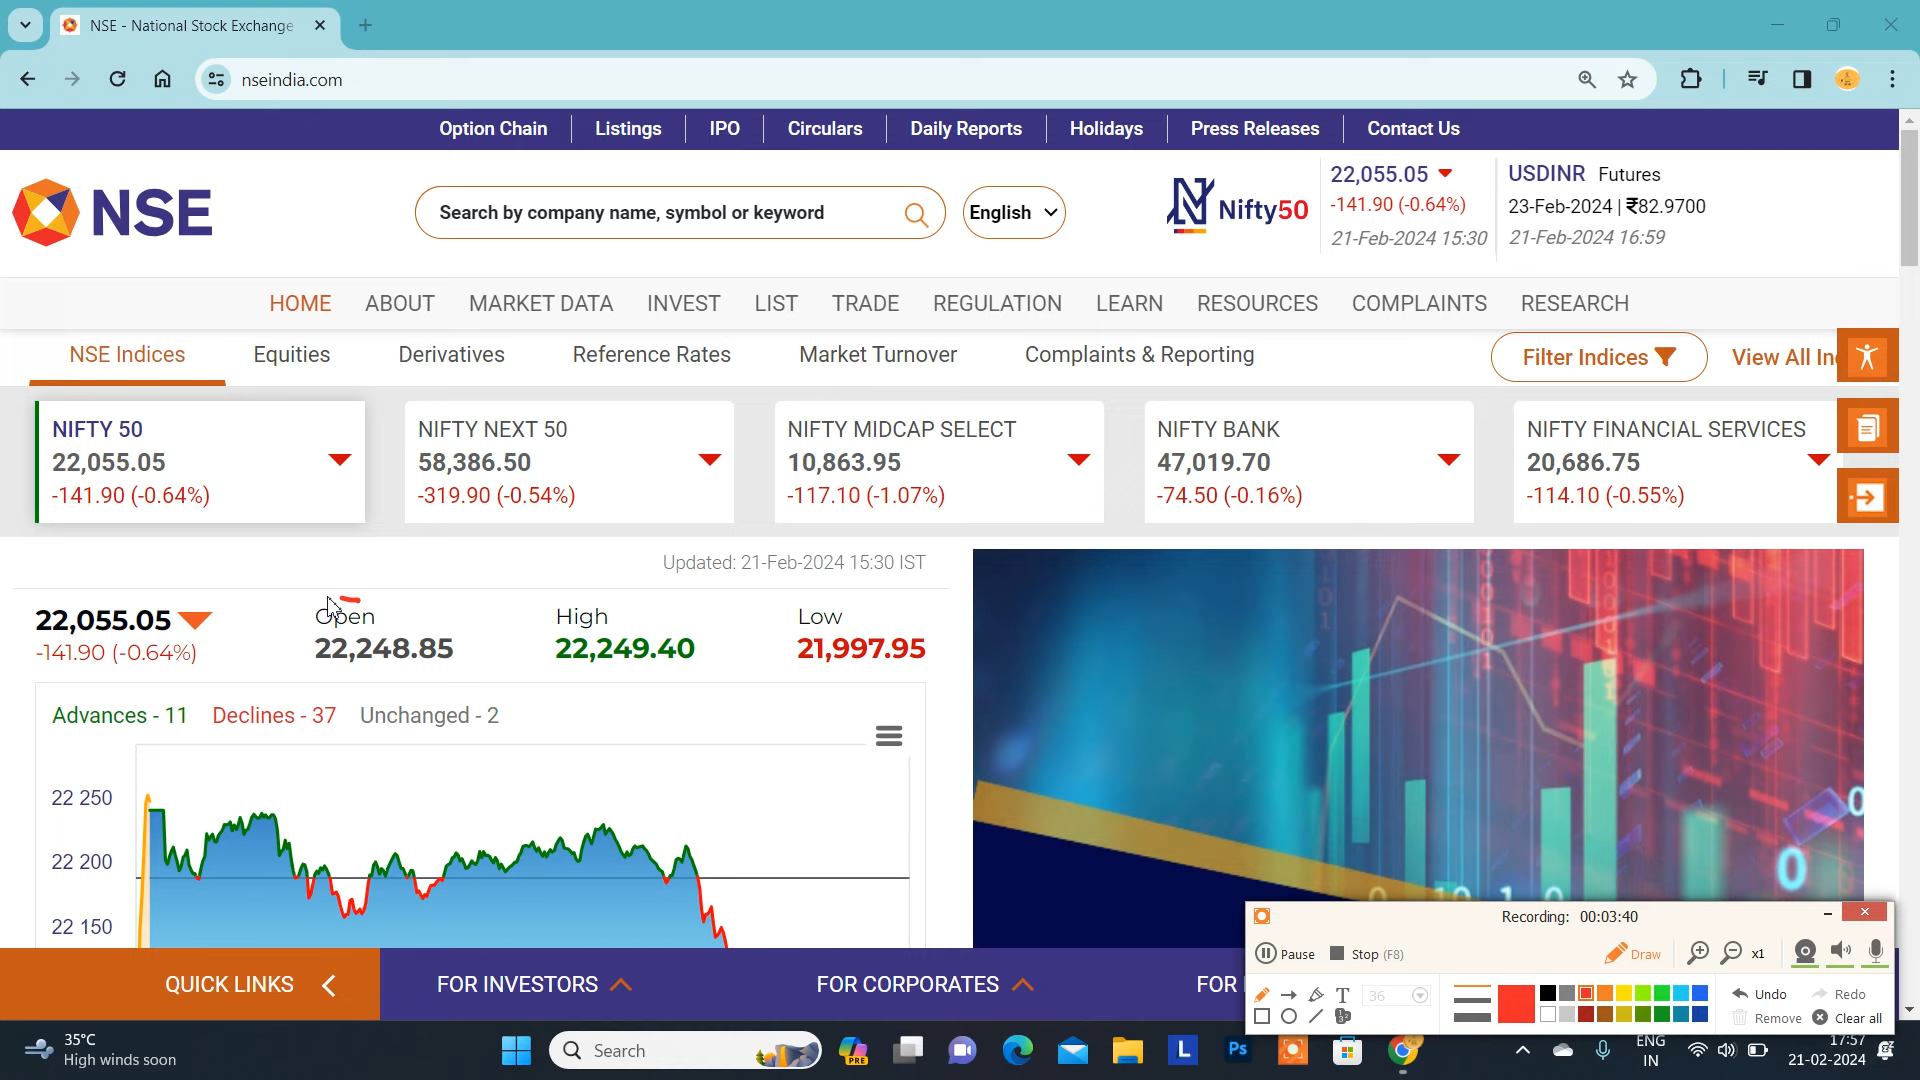 NSE - National Stock Exchange
nseindia.com
Option Chain
Listings
IPO
Circulars
Daily Reports
Holidays
Press Releases
Contact Us
NSE
Search by company name, symbol or keyword
English
Nifty50
22,055.05
-141.90 (-0.64%)
21-Feb-2024 15:30
USDINR Futures
23-Feb-2024 | ₹82.9700
21-Feb-2024 16:59
HOME
ABOUT
MARKET DATA
INVEST
LIST
TRADE
REGULATION
LEARN
RESOURCES
COMPLAINTS
RESEARCH
NSE Indices
Equities
Derivatives
Reference Rates
Market Turnover
Complaints & Reporting
Filter Indices
View All In
NIFTY 50
22,055.05
-141.90 (-0.64%)
NIFTY NEXT 50
58,386.50
-319.90 (-0.54%)
NIFTY MIDCAP SELECT
10,863.95
-117.10 (-1.07%)
NIFTY BANK
47,019.70
-74.50 (-0.16%)
NIFTY FINANCIAL SERVICES
20,686.75
-114.10 (-0.55%)
Updated: 21-Feb-2024 15:30 IST
22,055.05
-141.90 (-0.64%)
Open
22,248.85
High
22,249.40
Low
21,997.95
Advances - 11
Declines - 37
Unchanged - 2
22 250
22 200
22 150
QUICK LINKS
FOR INVESTORS
FOR CORPORATES
FOR
Recording: 00:03:40
Pause
Stop (F8)
Draw
x1
T
36
Undo
Redo
Remove
Clear all
35°C
High winds soon
Search
PRE
L
Ps
ENG
IN
17:57
21-02-2024